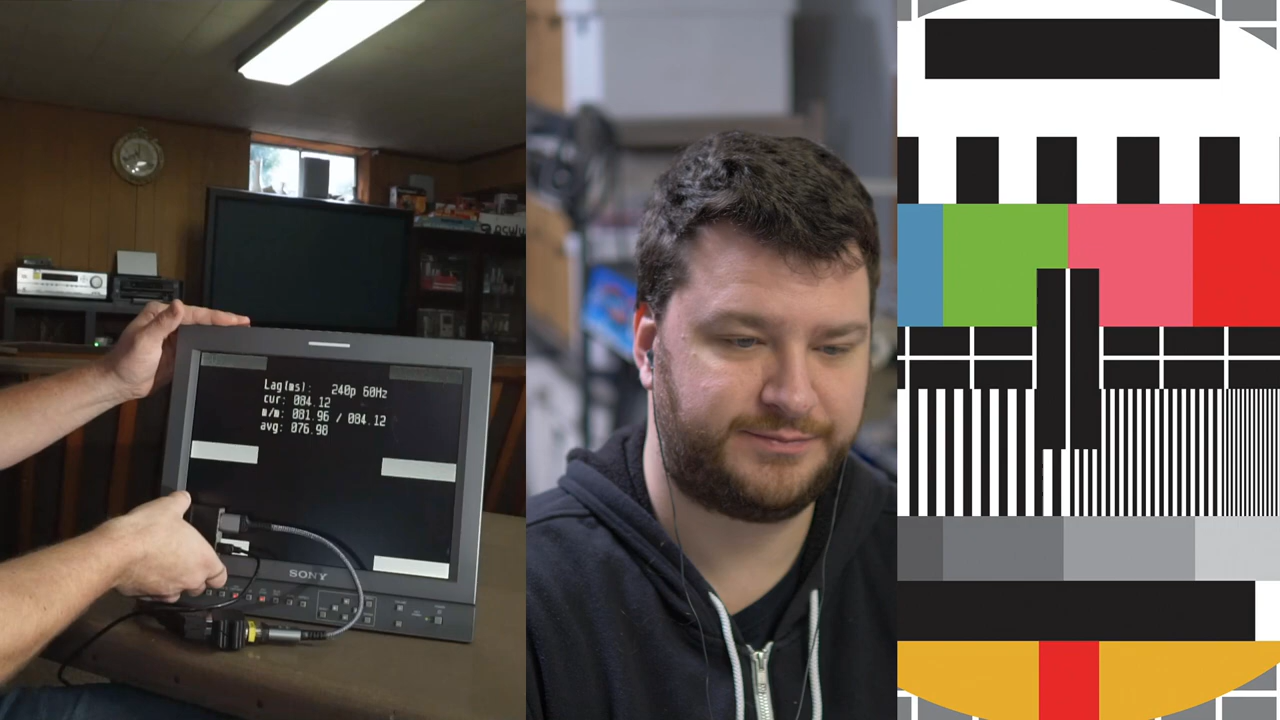 Lag(ms): 240p 60Hz
cur: 084.12
m/m: 081.96 / 084.12
avg: 076.98
SONY